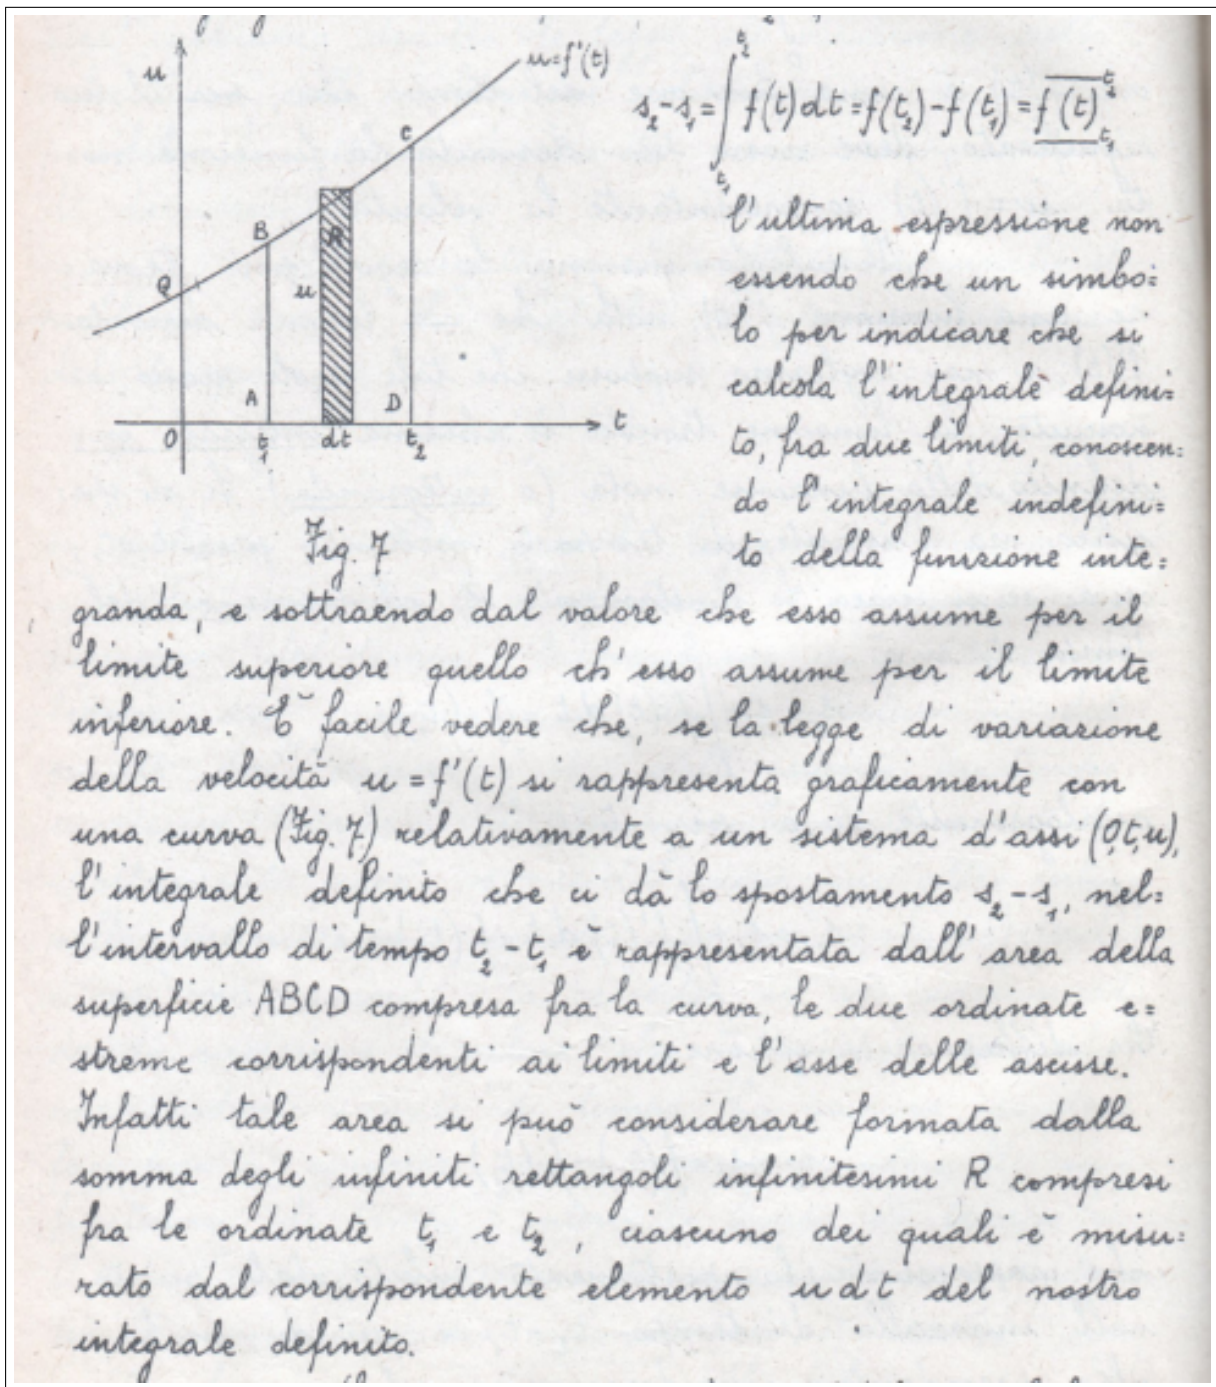 u
u=f'(t)
C
B
Q
R
u
A
D
O
t₁
dt
t₂
t
Fig. 7
s₂-s₁=∫t₁t₂ f(t)dt=f(t₂)-f(t₁)=f(t)t₂t₁
l'ultima espressione non
essendo che un simbo=
lo per indicare che si
calcola l'integrale defini=
to, fra due limiti, conoscen=
do l'integrale indefini=
to della funzione inte=
granda, e sottraendo dal valore che esso assume per il
limite superiore quello ch'esso assume per il limite
inferiore. È facile vedere che, se la legge di variazione
della velocità u=f'(t) si rappresenta graficamente con
una curva (Fig. 7) relativamente a un sistema d'assi (0,t,u),
l'integrale definito che ci dà lo spostamento s₂-s₁, nel=
l'intervallo di tempo t₂-t₁ è rappresentata dall'area della
superficie ABCD compresa fra la curva, le due ordinate e=
streme corrispondenti ai limiti e l'asse delle ascisse.
Infatti tale area si può considerare formata dalla
somma degli infiniti rettangoli infinitesimi R compresi
fra le ordinate t₁ e t₂, ciascuno dei quali è misu=
rato dal corrispondente elemento u dt del nostro
integrale definito.